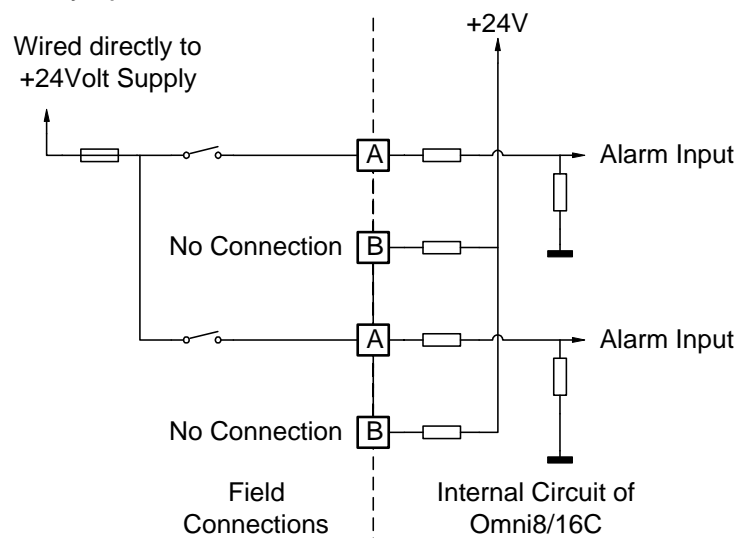 +24V
Wired directly to
+24Volt Supply
A
Alarm Input
No Connection
B
A
Alarm Input
No Connection
B
Field
Connections
Internal Circuit of
Omni8/16C